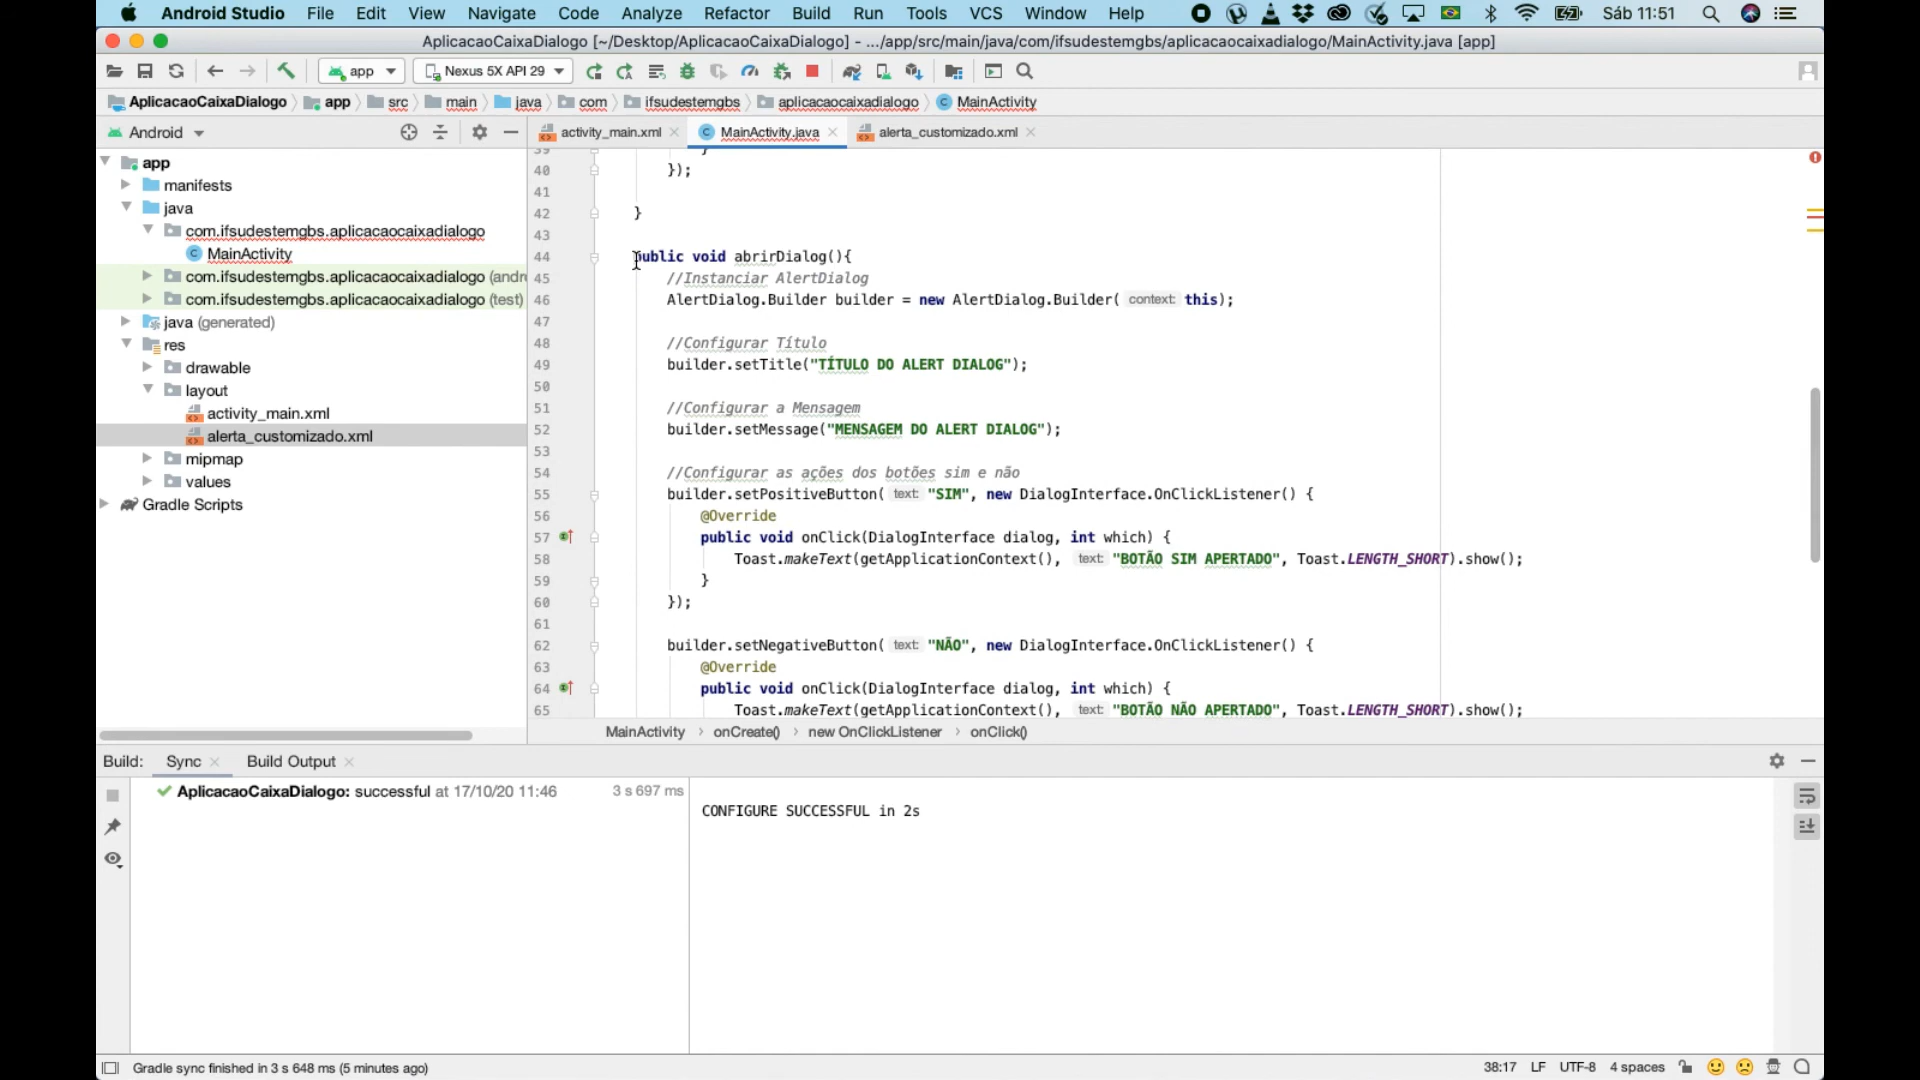 Android Studio File Edit View Navigate Code Analyze Refactor Build Run Tools VCS Window Help Sáb 11:51
AplicacaoCaixaDialogo [~/Desktop/AplicacaoCaixaDialogo] - .../app/src/main/java/com/ifsudestemgbs/aplicacaocaixadialogo/MainActivity.java [app]
app Nexus 5X API 29
AplicacaoCaixaDialogo app src main java com ifsudestemgbs aplicacaocaixadialogo MainActivity
Android
activity_main.xml MainActivity.java alerta_customizado.xml
app
manifests
java
com.ifsudestemgbs.aplicacaocaixadialogo
MainActivity
com.ifsudestemgbs.aplicacaocaixadialogo (andr
com.ifsudestemgbs.aplicacaocaixadialogo (test)
java (generated)
res
drawable
layout
activity_main.xml
alerta_customizado.xml
mipmap
values
Gradle Scripts
39 }
40 });
41
42 }
43
44 public void abrirDialog(){
45 //Instanciar AlertDialog
46 AlertDialog.Builder builder = new AlertDialog.Builder( context: this);
47
48 //Configurar Título
49 builder.setTitle("TÍTULO DO ALERT DIALOG");
50
51 //Configurar a Mensagem
52 builder.setMessage("MENSAGEM DO ALERT DIALOG");
53
54 //Configurar as ações dos botões sim e não
55 builder.setPositiveButton( text: "SIM", new DialogInterface.OnClickListener() {
56 @Override
57 public void onClick(DialogInterface dialog, int which) {
58 Toast.makeText(getApplicationContext(), text: "BOTÃO SIM APERTADO", Toast.LENGTH_SHORT).show();
59 }
60 });
61
62 builder.setNegativeButton( text: "NÃO", new DialogInterface.OnClickListener() {
63 @Override
64 public void onClick(DialogInterface dialog, int which) {
65 Toast.makeText(getApplicationContext(), text: "BOTÃO NÃO APERTADO", Toast.LENGTH_SHORT).show();
MainActivity › onCreate() › new OnClickListener › onClick()
Build: Sync Build Output
AplicacaoCaixaDialogo: successful at 17/10/20 11:46 3 s 697 ms
CONFIGURE SUCCESSFUL in 2s
Gradle sync finished in 3 s 648 ms (5 minutes ago) 38:17 LF UTF-8 4 spaces